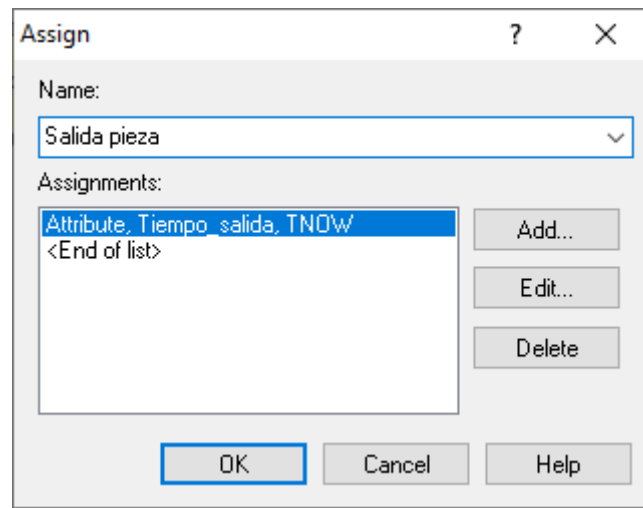 Assign ?
Name:
Salida pieza
Assignments:
Attribute, Tiempo_salida, TNOW
<End of list>
Add...
Edit...
Delete
OK Cancel Help